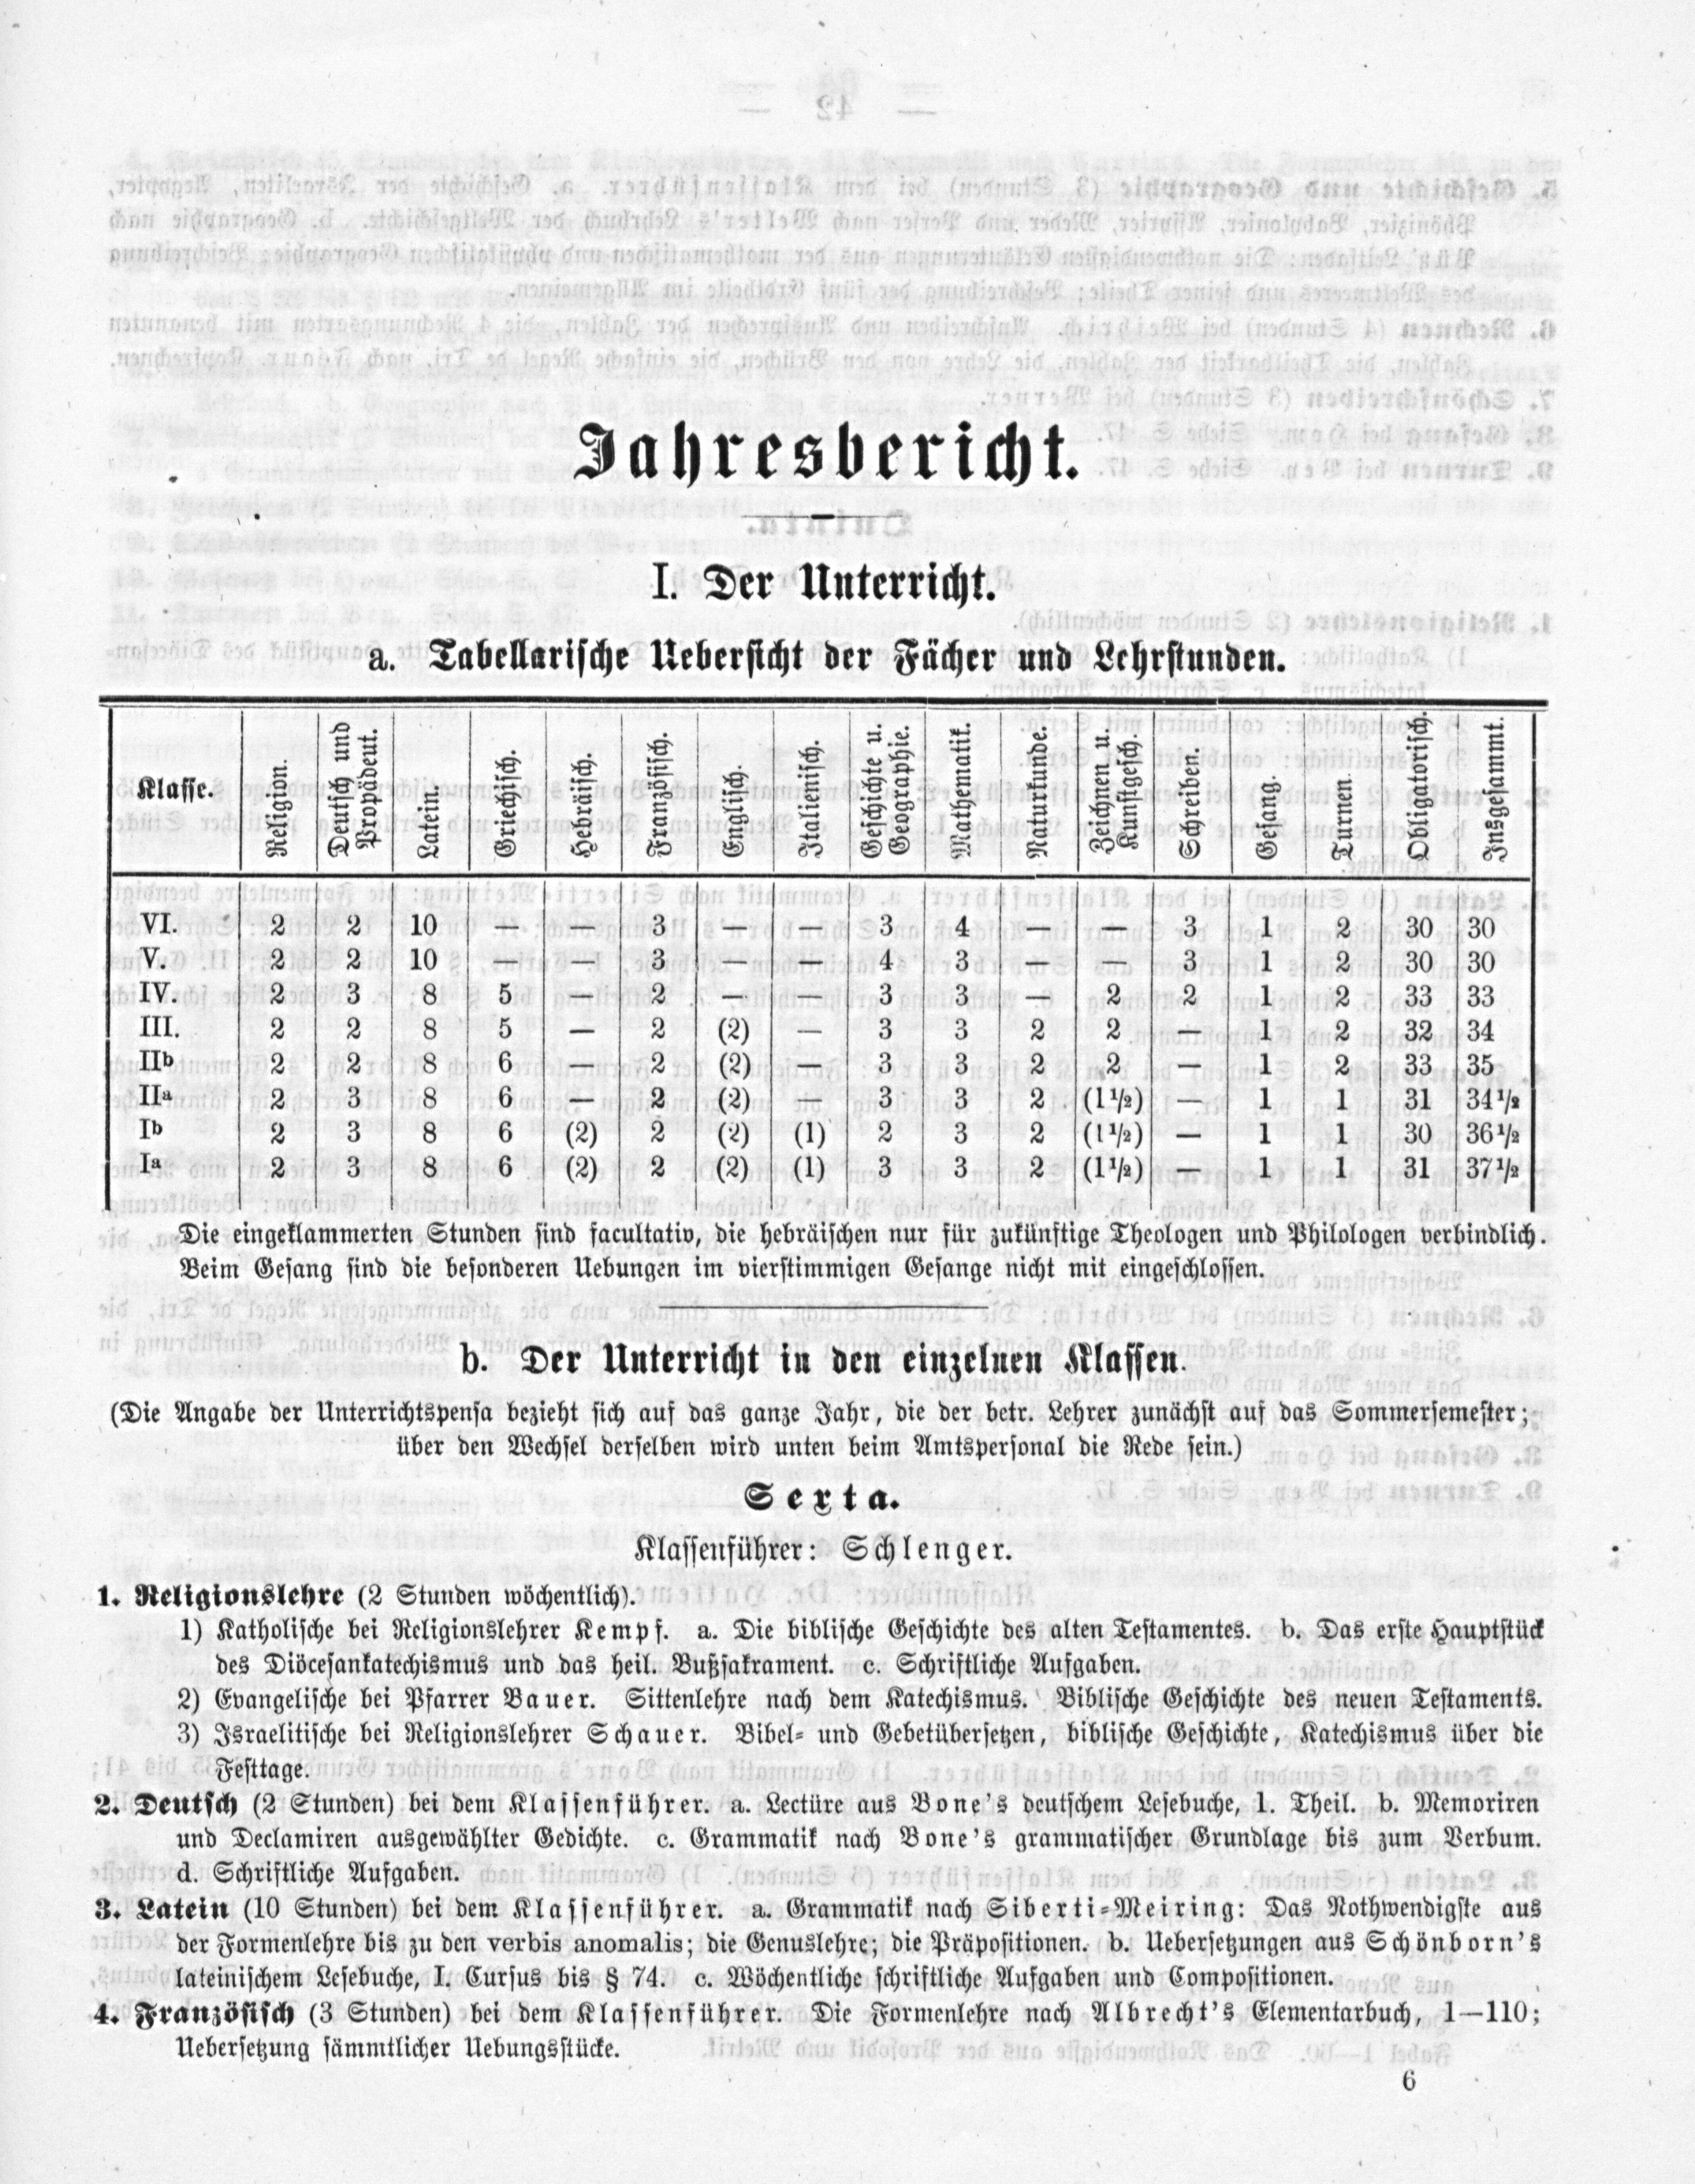 Jahresbericht.
I. Der Unterricht.
a. Tabellarische Uebersicht der Fächer und Lehrstunden.
Klasse. Religion. Deutsch und Propädeut. Latein. Griechisch. Hebräisch. Französisch. Englisch. Italienisch. Geschichte u. Geographie. Mathematik. Naturkunde. Zeichnen u. Kunstgesch. Schreiben. Gesang. Turnen. Obligatorisch. Insgesammt.
VI. 2 2 10 — — 3 — — 3 4 — — 3 1 2 30 30
V. 2 2 10 — — 3 — — 4 3 — — 3 1 2 30 30
IV. 2 3 8 5 — 2 — — 3 3 — 2 2 1 2 33 33
III. 2 2 8 5 — 2 (2) — 3 3 2 2 — 1 2 32 34
IIb 2 2 8 6 — 2 (2) — 3 3 2 2 — 1 2 33 35
IIa 2 3 8 6 — 2 (2) — 3 3 2 (1½) — 1 1 31 34½
Ib 2 3 8 6 (2) 2 (2) (1) 2 3 2 (1½) — 1 1 30 36½
Ia 2 3 8 6 (2) 2 (2) (1) 3 3 2 (1½) — 1 1 31 37½
Die eingeklammerten Stunden sind facultativ, die hebräischen nur für zukünftige Theologen und Philologen verbindlich.
Beim Gesang sind die besonderen Uebungen im vierstimmigen Gesange nicht mit eingeschlossen.
b. Der Unterricht in den einzelnen Klassen.
(Die Angabe der Unterrichtspensa bezieht sich auf das ganze Jahr, die der betr. Lehrer zunächst auf das Sommersemester;
über den Wechsel derselben wird unten beim Amtspersonal die Rede sein.)
Sexta.
Klassenführer: Schlenger.
1. Religionslehre (2 Stunden wöchentlich).
1) Katholische bei Religionslehrer Kempf. a. Die biblische Geschichte des alten Testamentes. b. Das erste Hauptstück
des Diöcesankatechismus und das heil. Bußsakrament. c. Schriftliche Aufgaben.
2) Evangelische bei Pfarrer Bauer. Sittenlehre nach dem Katechismus. Biblische Geschichte des neuen Testaments.
3) Israelitische bei Religionslehrer Schauer. Bibel- und Gebetübersetzen, biblische Geschichte, Katechismus über die
Festtage.
2. Deutsch (2 Stunden) bei dem Klassenführer. a. Lectüre aus Bone's deutschem Lesebuche, 1. Theil. b. Memoriren
und Declamiren ausgewählter Gedichte. c. Grammatik nach Bone's grammatischer Grundlage bis zum Verbum.
d. Schriftliche Aufgaben.
3. Latein (10 Stunden) bei dem Klassenführer. a. Grammatik nach Siberti-Meiring: Das Nothwendigste aus
der Formenlehre bis zu den verbis anomalis; die Genuslehre; die Präpositionen. b. Uebersetzungen aus Schönborn's
lateinischem Lesebuche, I. Cursus bis § 74. c. Wöchentliche schriftliche Aufgaben und Compositionen.
4. Französisch (3 Stunden) bei dem Klassenführer. Die Formenlehre nach Albrecht's Elementarbuch, 1—110;
Uebersetzung sämmtlicher Uebungsstücke.
6